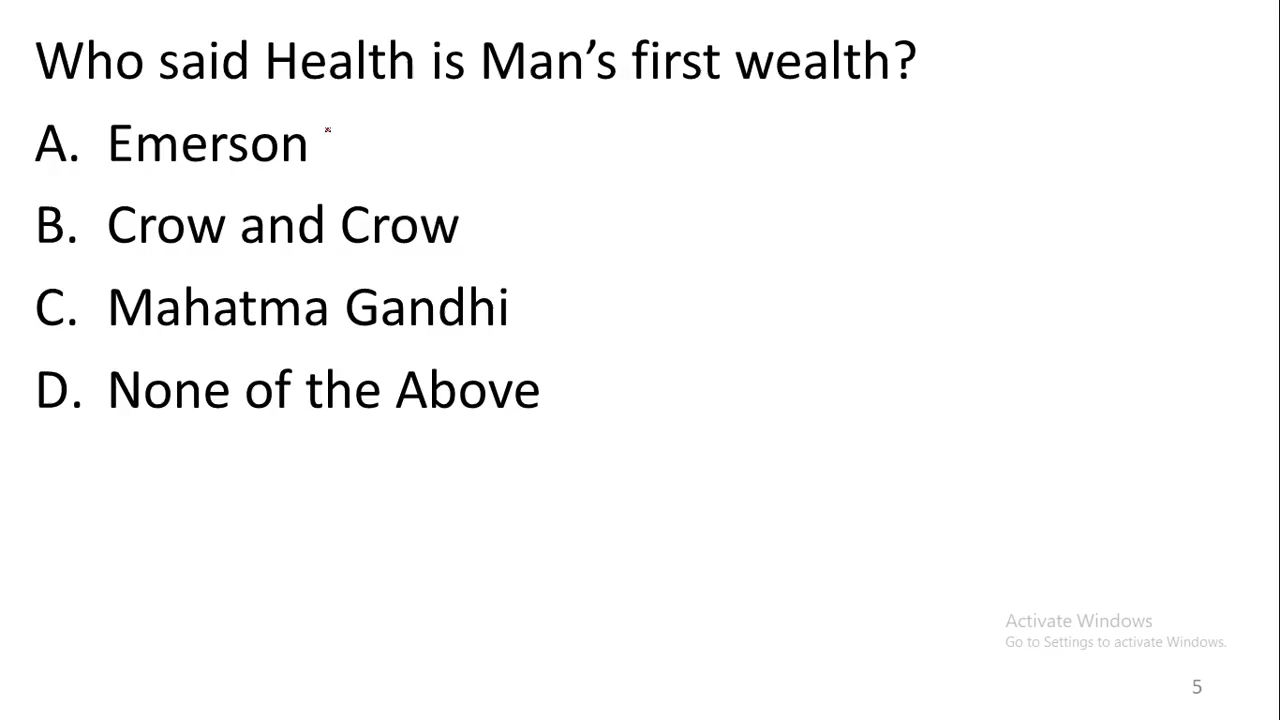 Who said Health is Man’s first wealth?
A. Emerson
B. Crow and Crow
C. Mahatma Gandhi
D. None of the Above
Activate Windows
Go to Settings to activate Windows.
5